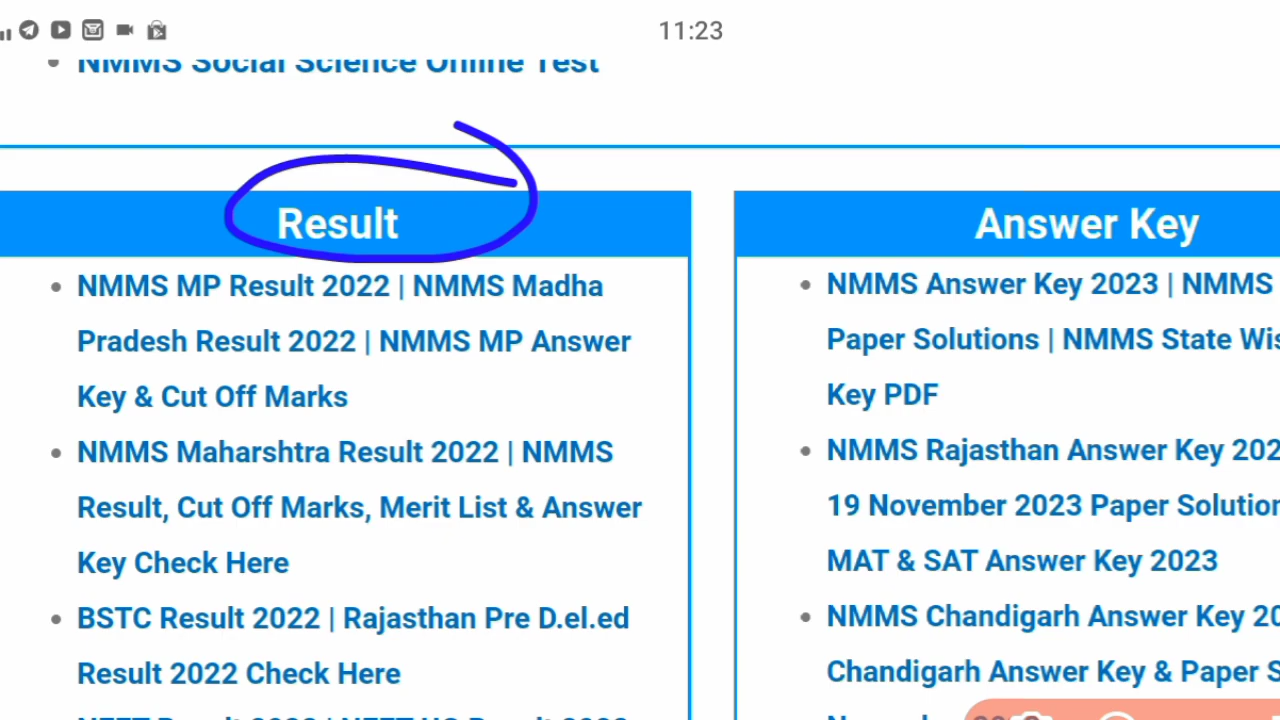 11:23
NMMS Social Science Online Test
Result
NMMS MP Result 2022 | NMMS Madha
Pradesh Result 2022 | NMMS MP Answer
Key & Cut Off Marks
NMMS Maharshtra Result 2022 | NMMS
Result, Cut Off Marks, Merit List & Answer
Key Check Here
BSTC Result 2022 | Rajasthan Pre D.el.ed
Result 2022 Check Here
Answer Key
NMMS Answer Key 2023 | NMMS
Paper Solutions | NMMS State
Key PDF
NMMS Rajasthan Answer Key
19 November 2023 Paper
MAT & SAT Answer Key 2023
NMMS Chandigarh Answer Key
Chandigarh Answer Key & Paper